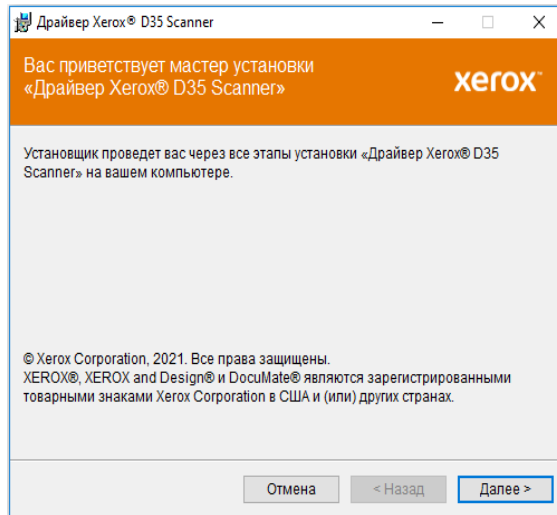 Драйвер Xerox® D35 Scanner
Вас приветствует мастер установки
«Драйвер Xerox® D35 Scanner»
xerox™
Установщик проведет вас через все этапы установки «Драйвер Xerox® D35
Scanner» на вашем компьютере.
© Xerox Corporation, 2021. Все права защищены.
XEROX®, XEROX and Design® и DocuMate® являются зарегистрированными
товарными знаками Xerox Corporation в США и (или) других странах.
Отмена < Назад Далее >